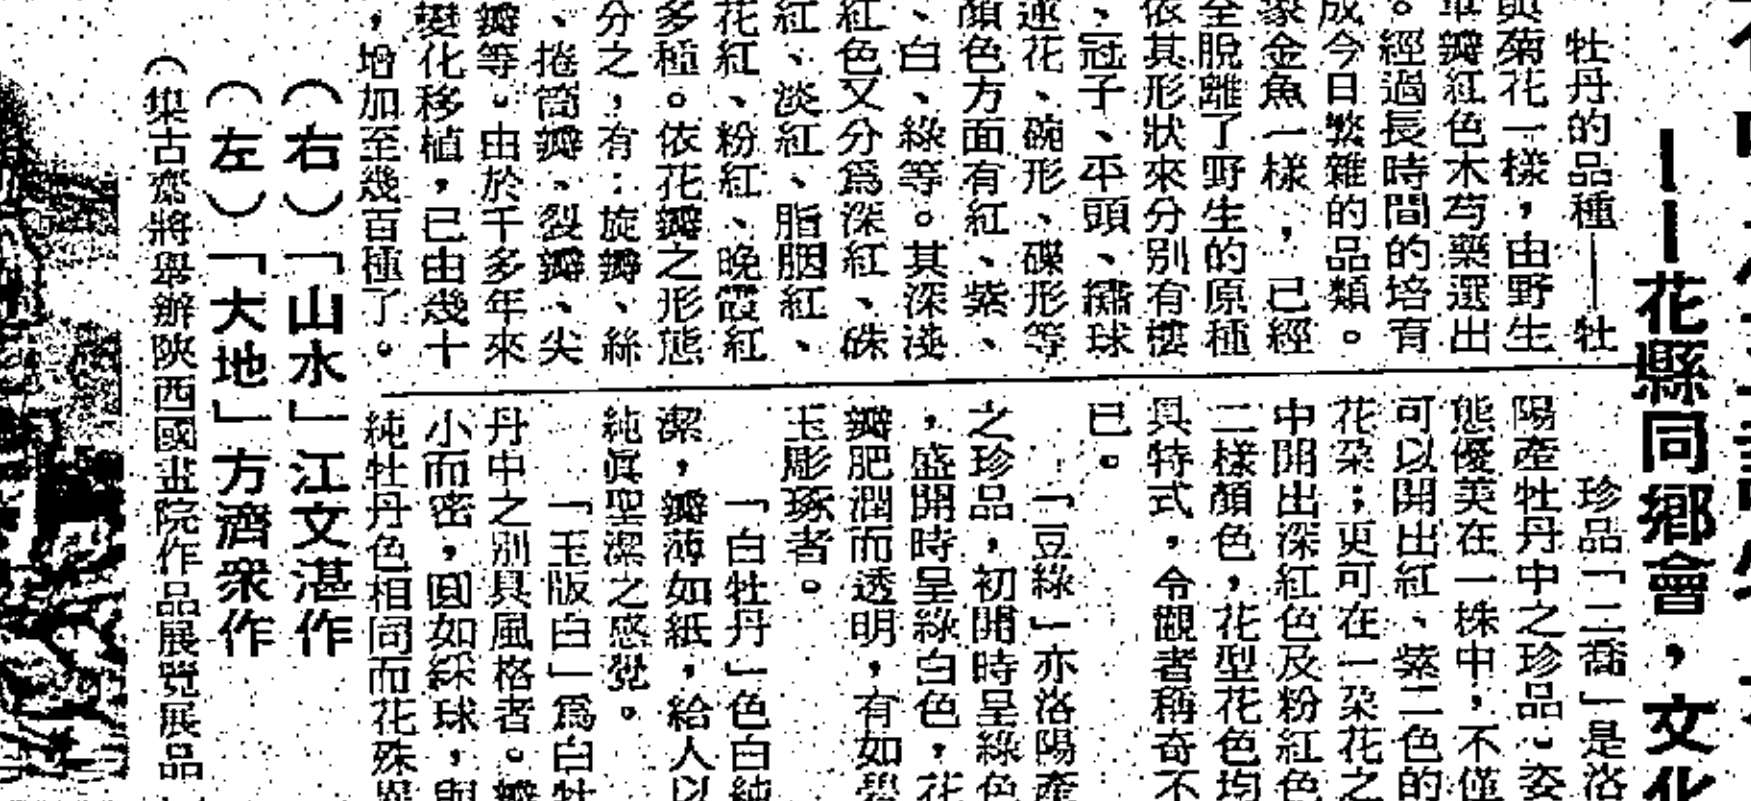 ——花縣同鄉會，文化
牡丹的品種——牡
與菊花一樣，由野生
單瓣紅色木芍藥選出
。經過長時間的培育
成今日繁雜的品類。
象金魚一樣，已經
全脫離了野生的原種
依其形狀來分别有樓
、冠子、平頭、繡球
蓮花、碗形、碟形等
顏色方面有紅、紫、
、白、綠等。其深淺
紅色又分爲深紅、硃
紅、淡紅、脂胭紅、
花紅、粉紅、晚霞紅
多種。依花瓣之形態
分之，有：旋瓣、絲
、捲筒瓣、裂瓣、尖
瓣等。由於千多年來
變化移植，已由幾十
，增加至幾百種了。
珍品「二喬」是洛
陽產牡丹中之珍品。姿
態優美在一株中，不僅
可以開出紅、紫二色的
花朶；更可在一朶花之
中開出深紅色及粉紅色
二樣顏色，花型花色均
具特式，令觀者稱奇不
已。
「豆綠」亦洛陽產
之珍品，初開時呈綠色
，盛開時呈綠白色，花
瓣肥潤而透明，有如碧
玉彫琢者。
「白牡丹」色白純
潔，瓣薄如紙，給人以
純眞聖潔之感覺。
「玉版白」爲白牡
丹中之别具風格者。瓣
小而密，圓如綵球，與
純牡丹色相同而花殊異
（右）「山水」江文湛作
（左）「大地」方濟衆作
（集古齋將舉辦陝西國畫院作品展覽展品